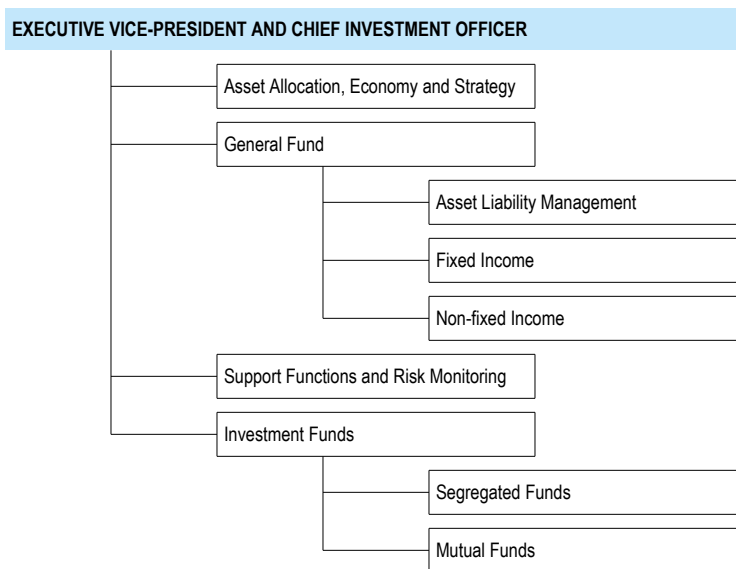 EXECUTIVE VICE-PRESIDENT AND CHIEF INVESTMENT OFFICER
Asset Allocation, Economy and Strategy
General Fund
Asset Liability Management
Fixed Income
Non-fixed Income
Support Functions and Risk Monitoring
Investment Funds
Segregated Funds
Mutual Funds